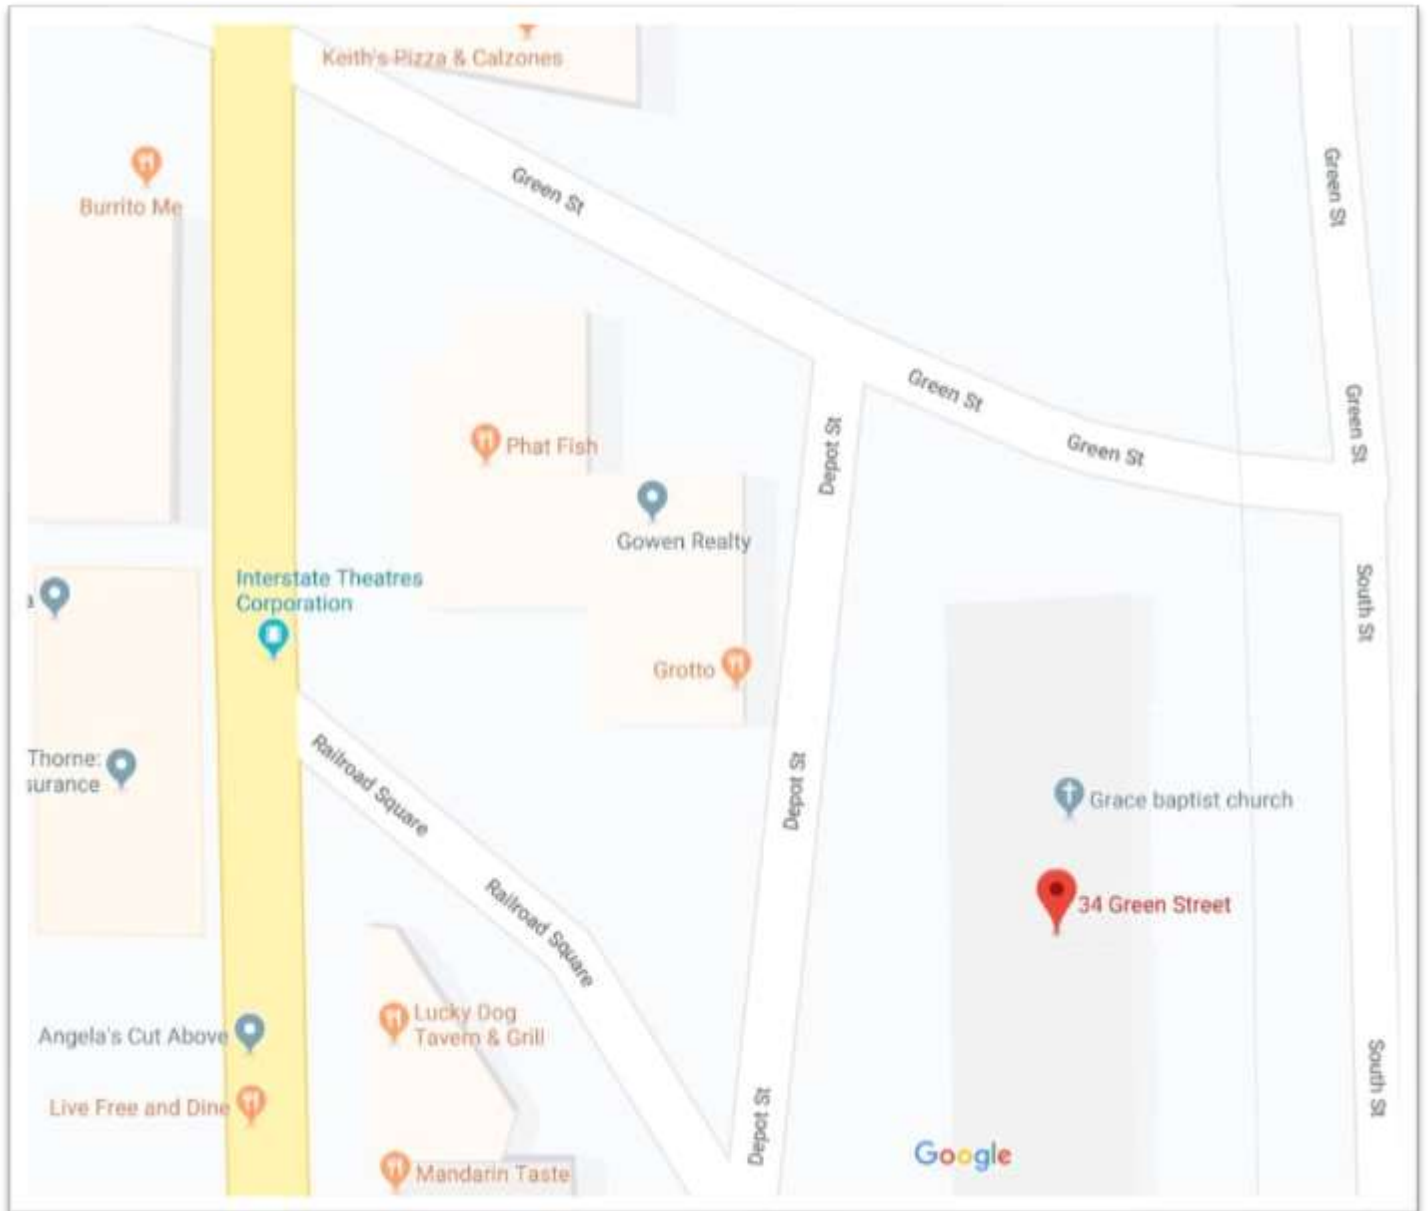 Keith's Pizza & Calzones
Green St
Green St
Burrito Me
Green St
Green St
Green St
Depot St
Phat Fish
Gowen Realty
Interstate Theatres
Corporation
South St
Grotto
Railroad Square
Depot St
Thorne:
surance
Grace baptist church
34 Green Street
Railroad Square
Lucky Dog
Tavern & Grill
Angela's Cut Above
Live Free and Dine
South St
Depot St
Google
Mandarin Taste